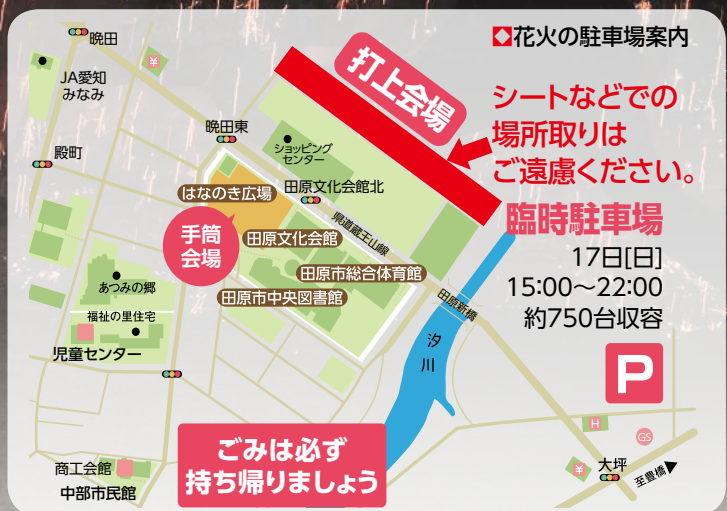 花火の駐車場案内
晩田
¥
JA愛知
みなみ
殿町
晩田東
ショッピング
センター
打上会場
シートなどでの
場所取りは
ご遠慮ください。
臨時駐車場
17日[日]
15:00～22:00
約750台収容
P
はなのき広場
田原文化会館北
県道蔵王山線
手筒
会場
田原文化会館
田原市総合体育館
田原市中央図書館
田原新橋
汐
川
あつみの郷
福祉の里住宅
児童センター
商工会館
中部市民館
ごみは必ず
持ち帰りましょう
H
GS
¥
大坪
至豊橋